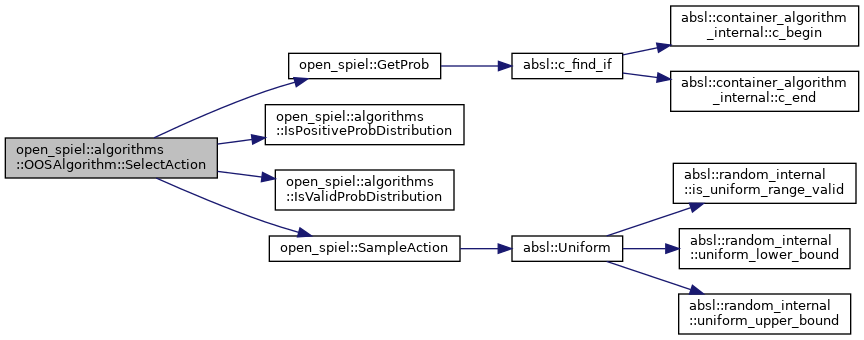 open_spiel::algorithms
::OOSAlgorithm::SelectAction
open_spiel::GetProb
absl::c_find_if
absl::container_algorithm
_internal::c_begin
absl::container_algorithm
_internal::c_end
open_spiel::algorithms
::IsPositiveProbDistribution
open_spiel::algorithms
::IsValidProbDistribution
open_spiel::SampleAction
absl::Uniform
absl::random_internal
::is_uniform_range_valid
absl::random_internal
::uniform_lower_bound
absl::random_internal
::uniform_upper_bound